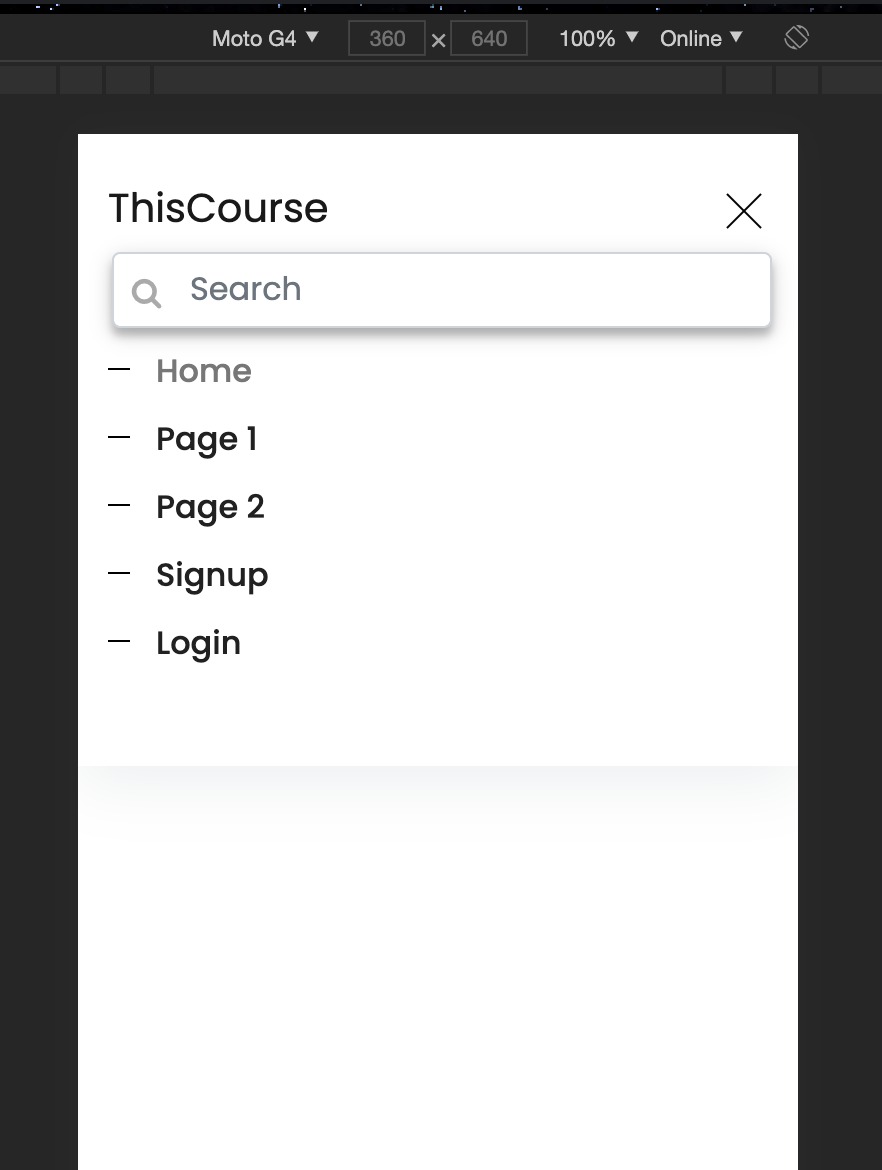 Moto G4 ▼ 360 × 640 100% ▼ Online ▼
ThisCourse
Search
Home
Page 1
Page 2
Signup
Login